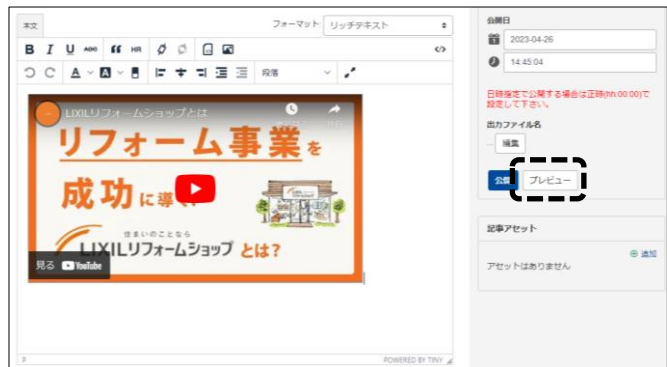 本文
フォーマット: リッチテキスト
B I U ABC HR
A A
段落
LIXILリフォームショップとは
リフォーム事業を
成功に導く
住まいのことなら
LIXILリフォームショップ とは?
見る YouTube
P
POWERED BY TINY
公開日
2023-04-26
14:45:04
日時指定で公開する場合は正時(hh:00:00)で
設定して下さい。
出力ファイル名
編集
公開 プレビュー
記事アセット
追加
アセットはありません